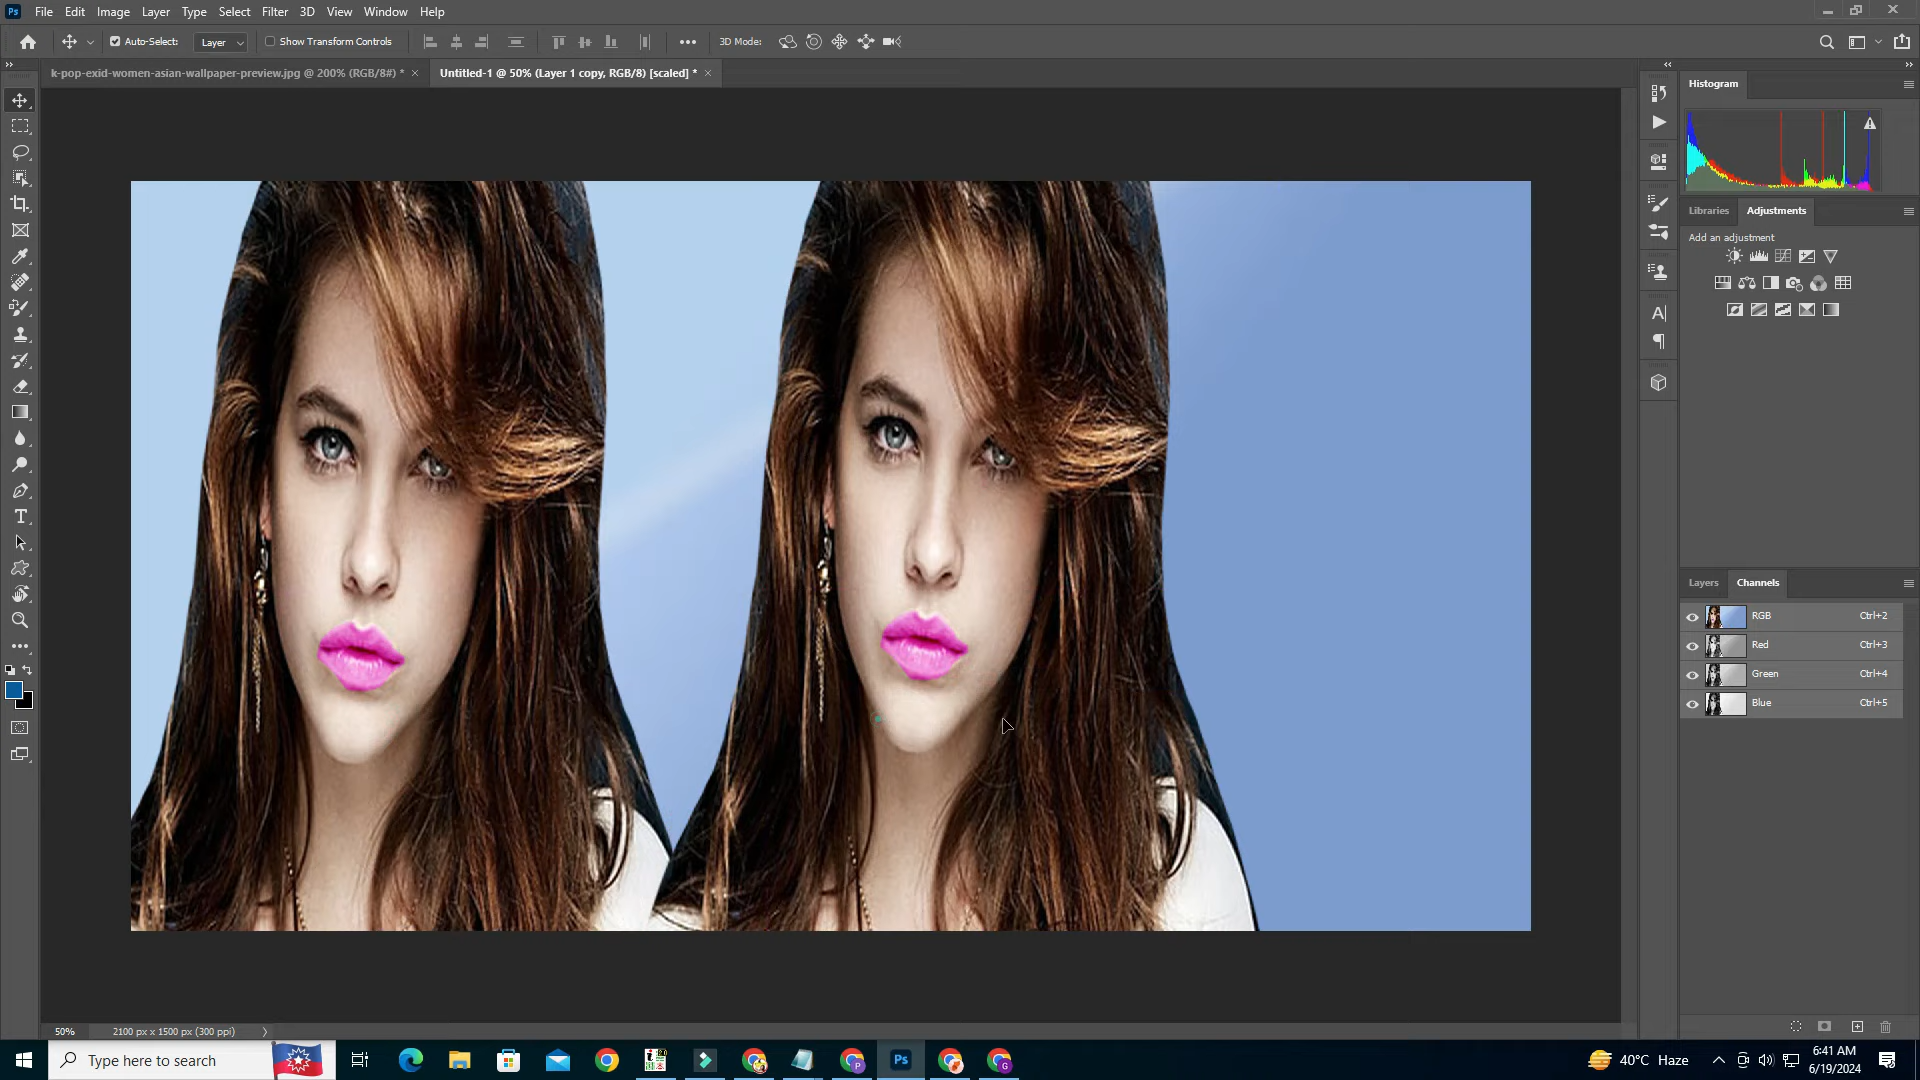 Ps File Edit Image Layer Type Select Filter 3D View Window Help
Auto-Select: Layer Show Transform Controls 3D Mode:
k-pop-exid-women-asian-wallpaper-preview.jpg @ 200% (RGB/8#) * × Untitled-1 @ 50% (Layer 1 copy, RGB/8) [scaled] * ×
Histogram
Libraries Adjustments
Add an adjustment
Layers Channels
RGB Ctrl+2
Red Ctrl+3
Green Ctrl+4
Blue Ctrl+5
50% 2100 px x 1500 px (300 ppi)
Type here to search
Ps
40°C Haze
6:41 AM
6/19/2024